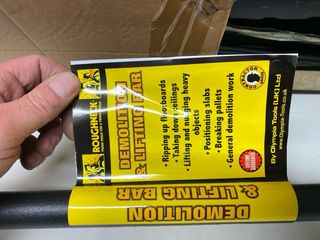 ROUGHNECK
DEMOLITION
& LIFTING BAR
• Ripping up floorboards
• Taking down ceilings
• Lifting and nudging heavy
objects
• Positioning slabs
• Breaking pallets
• General demolition work
By Olympia Tools (UK) Ltd
www.Olympia-Tools.co.uk
DEMOLITION
& LIFTING BAR